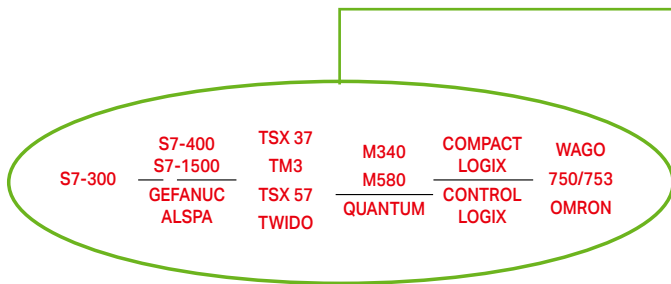 S7-300
S7-400
S7-1500
GEFANUC
ALSPA
TSX 37
TM3
TSX 57
TWIDO
M340
M580
QUANTUM
COMPACT
LOGIX
CONTROL
LOGIX
WAGO
750/753
OMRON